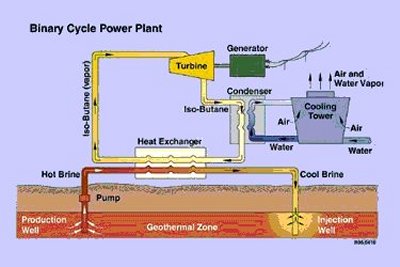 Binary Cycle Power Plant
Generator
Turbine
Air and
Water Vapor
Condenser
Iso-Butane (vapor)
Iso-Butane
Cooling
Tower
Air
Air
Water
Water
Heat Exchanger
Hot Brine
Cool Brine
Pump
Production
Well
Geothermal Zone
Injection
Well